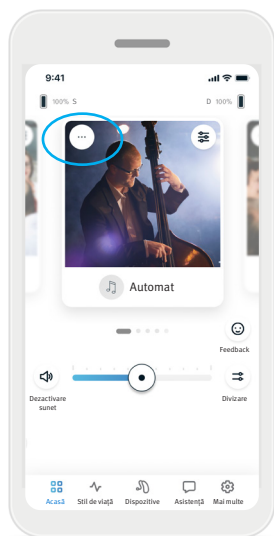 9:41
100% S
D 100%
Automat
Feedback
Dezactivare
sunet
Divizare
Acasă
Stil de viață
Dispozitive
Asistență
Mai multe